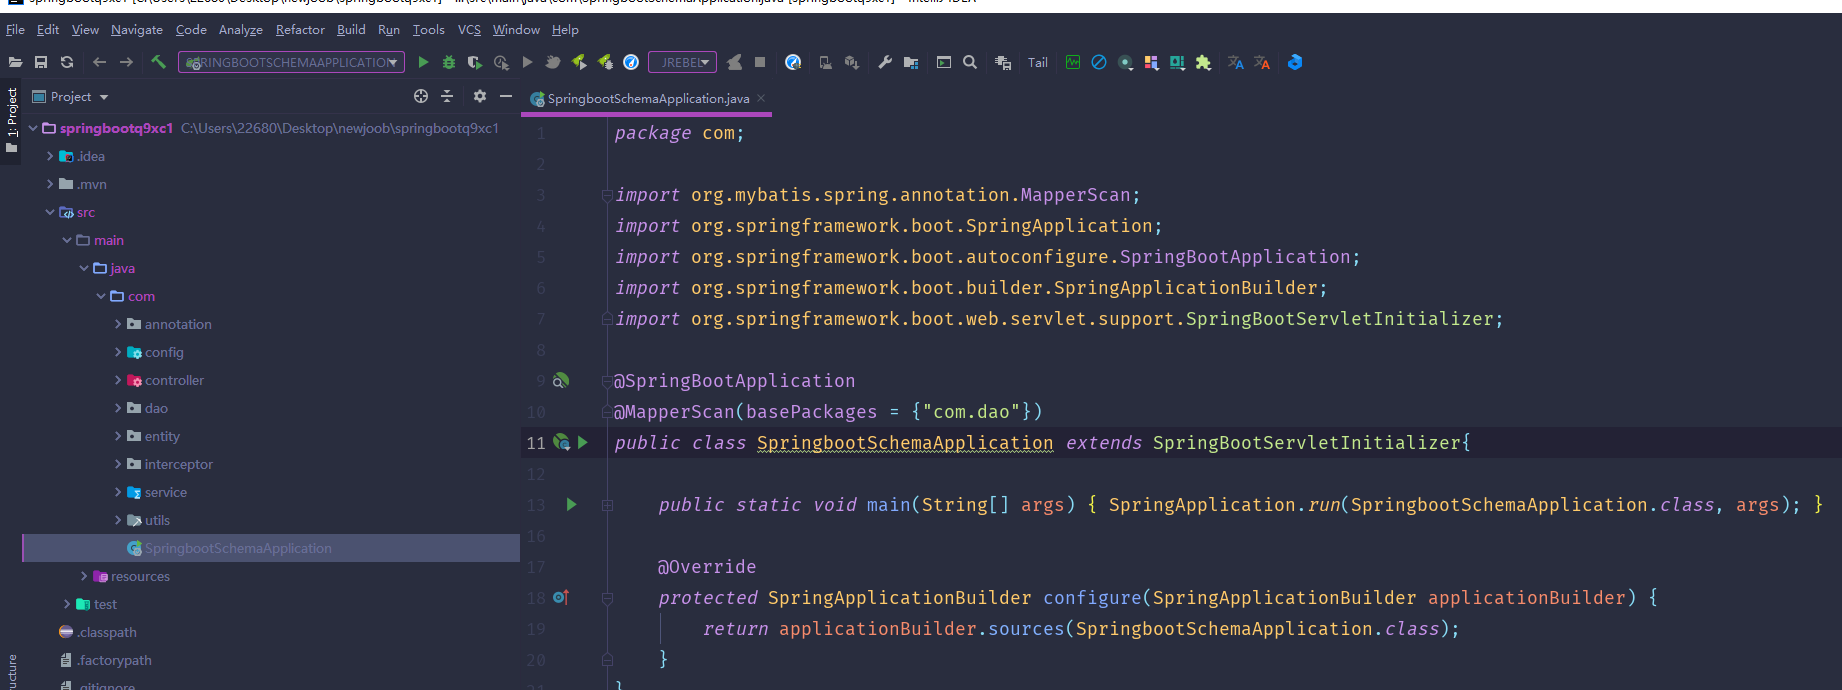 File Edit View Navigate Code Analyze Refactor Build Run Tools VCS Window Help
JREBEL Tail
1: Project
Project
SpringbootSchemaApplication.java
springbootq9xc1 C:\Users\22680\Desktop\newjoob\springbootq9xc1
.idea
.mvn
src
main
java
com
annotation
config
controller
dao
entity
interceptor
service
utils
SpringbootSchemaApplication
resources
test
.classpath
.factorypath
.gitignore
1 package com;
2
3 import org.mybatis.spring.annotation.MapperScan;
4 import org.springframework.boot.SpringApplication;
5 import org.springframework.boot.autoconfigure.SpringBootApplication;
6 import org.springframework.boot.builder.SpringApplicationBuilder;
7 import org.springframework.boot.web.servlet.support.SpringBootServletInitializer;
8
9 @SpringBootApplication
10 @MapperScan(basePackages = {"com.dao"})
11 public class SpringbootSchemaApplication extends SpringBootServletInitializer{
12
13 public static void main(String[] args) { SpringApplication.run(SpringbootSchemaApplication.class, args); }
16
17 @Override
18 protected SpringApplicationBuilder configure(SpringApplicationBuilder applicationBuilder) {
19 return applicationBuilder.sources(SpringbootSchemaApplication.class);
20 }